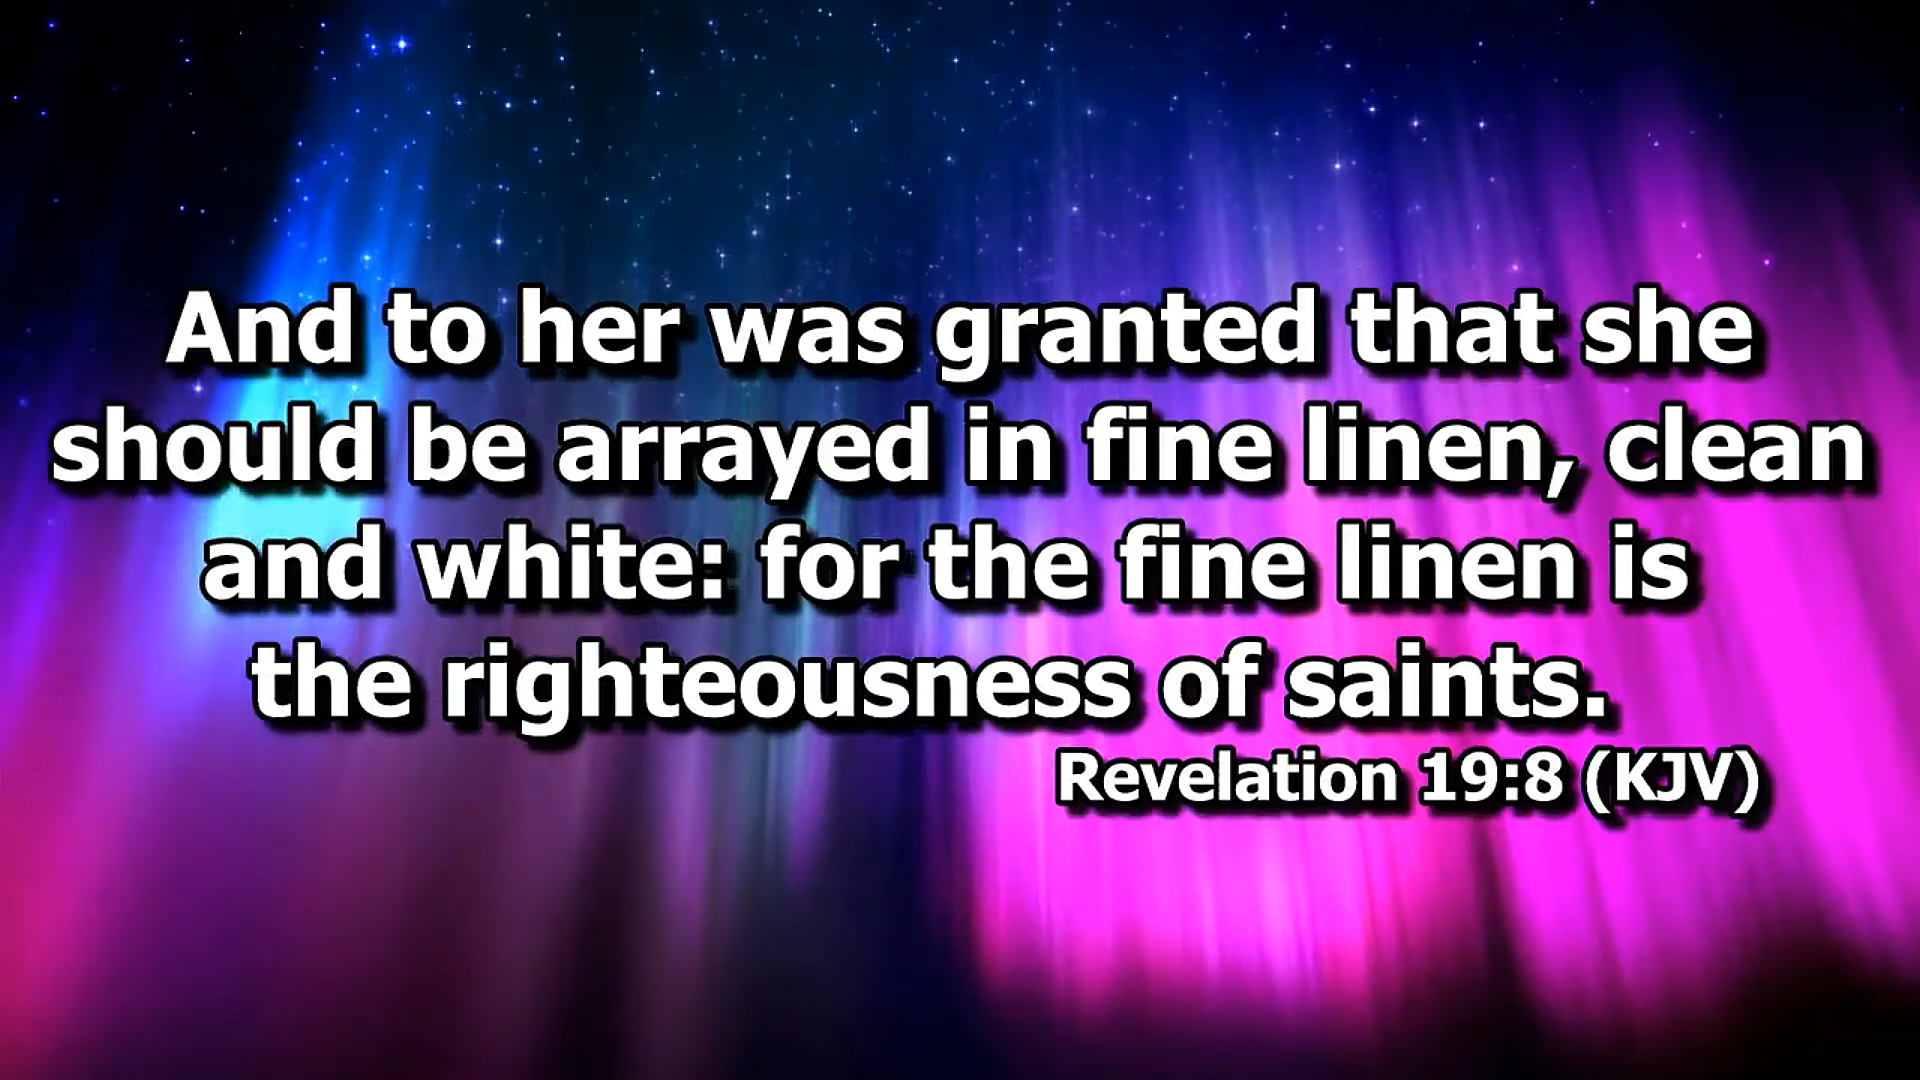 And to her was granted that she
should be arrayed in fine linen, clean
and white: for the fine linen is
the righteousness of saints.
Revelation 19:8 (KJV)